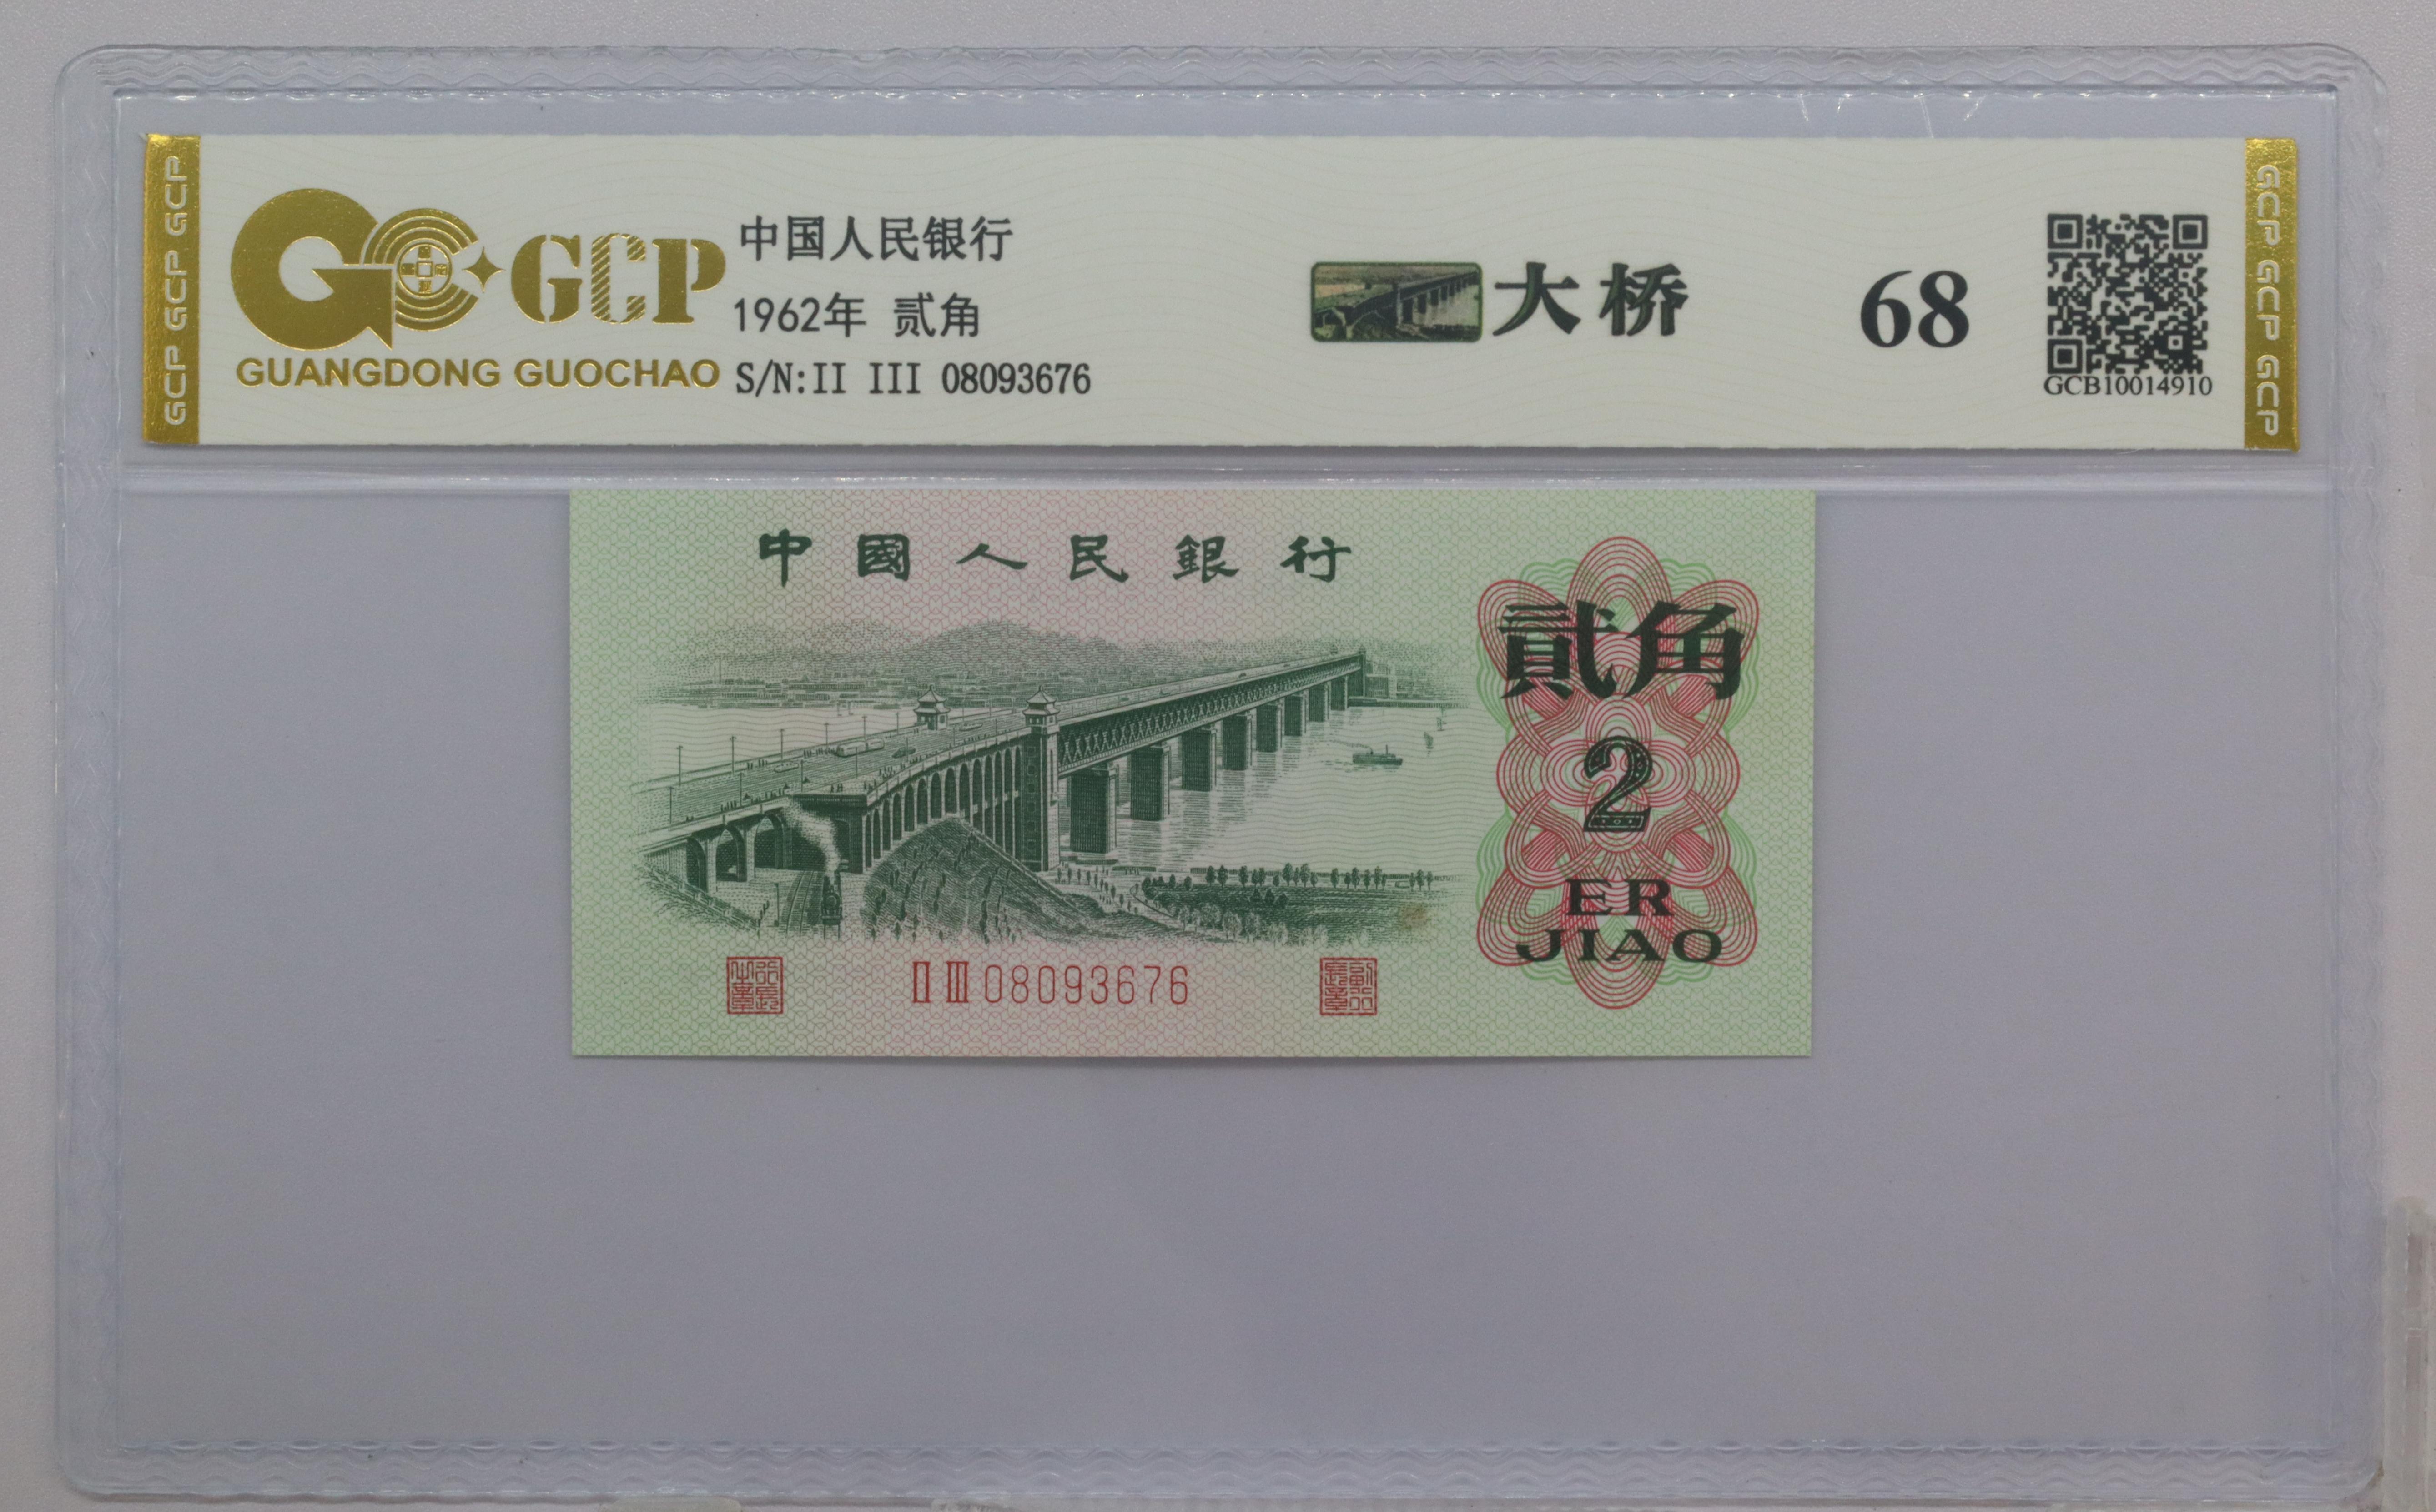 GCP GCP GCP
GCP
GUANGDONG GUOCHAO
中国人民银行
1962年 贰角
S/N:II III 08093676
大桥
68
GCB10014910
GCP GCP GCP
中國人民銀行
貳角
2
ER
JIAO
II III 08093676